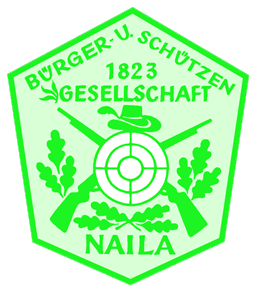 BÜRGER-U. SCHÜTZEN
1823
GESELLSCHAFT
NAILA